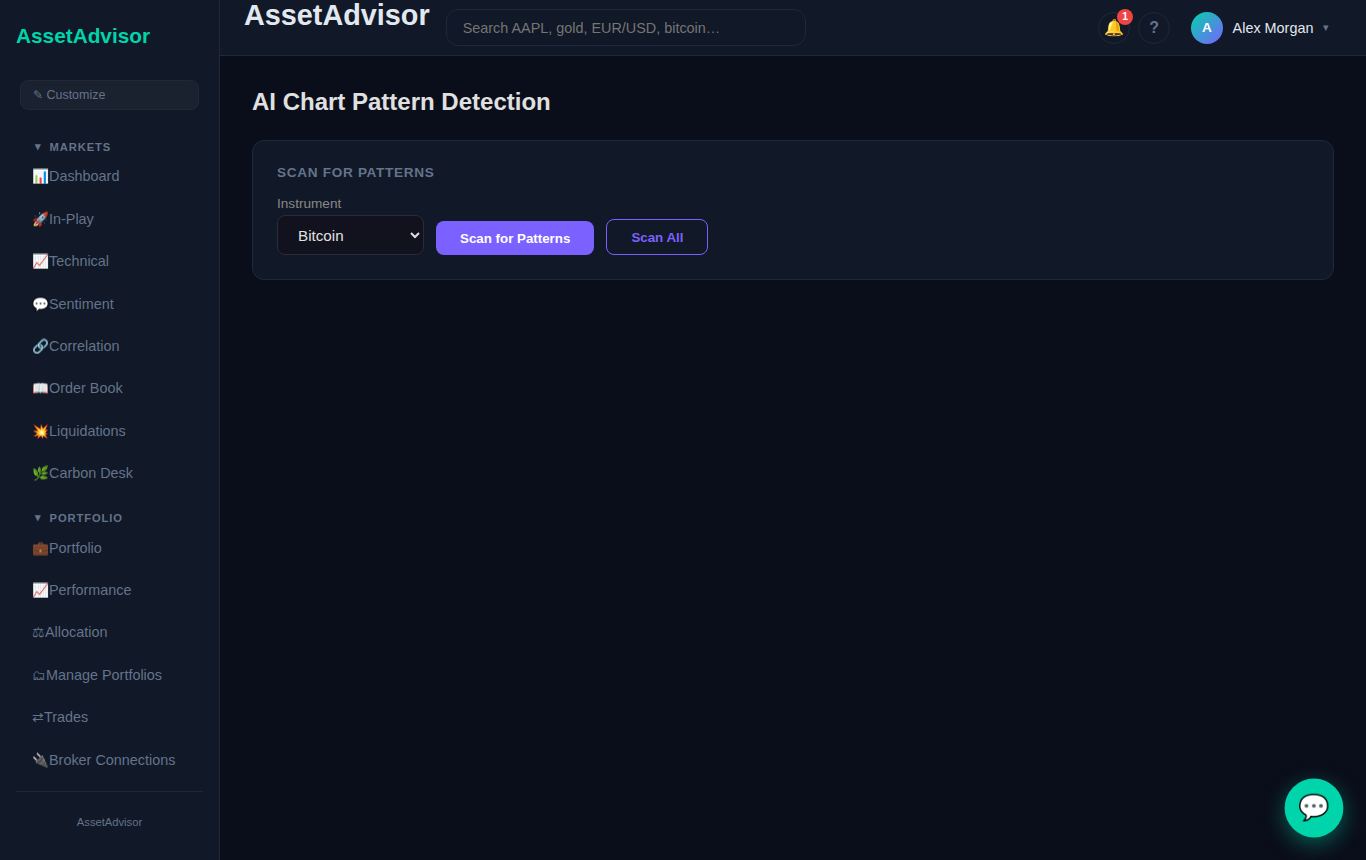 AssetAdvisor
✎ Customize
▼ MARKETS
Dashboard
In-Play
Technical
Sentiment
Correlation
Order Book
Liquidations
Carbon Desk
▼ PORTFOLIO
Portfolio
Performance
Allocation
Manage Portfolios
Trades
Broker Connections
AssetAdvisor
AssetAdvisor
Search AAPL, gold, EUR/USD, bitcoin…
1
?
A
Alex Morgan ▼
AI Chart Pattern Detection
SCAN FOR PATTERNS
Instrument
Bitcoin
Scan for Patterns
Scan All